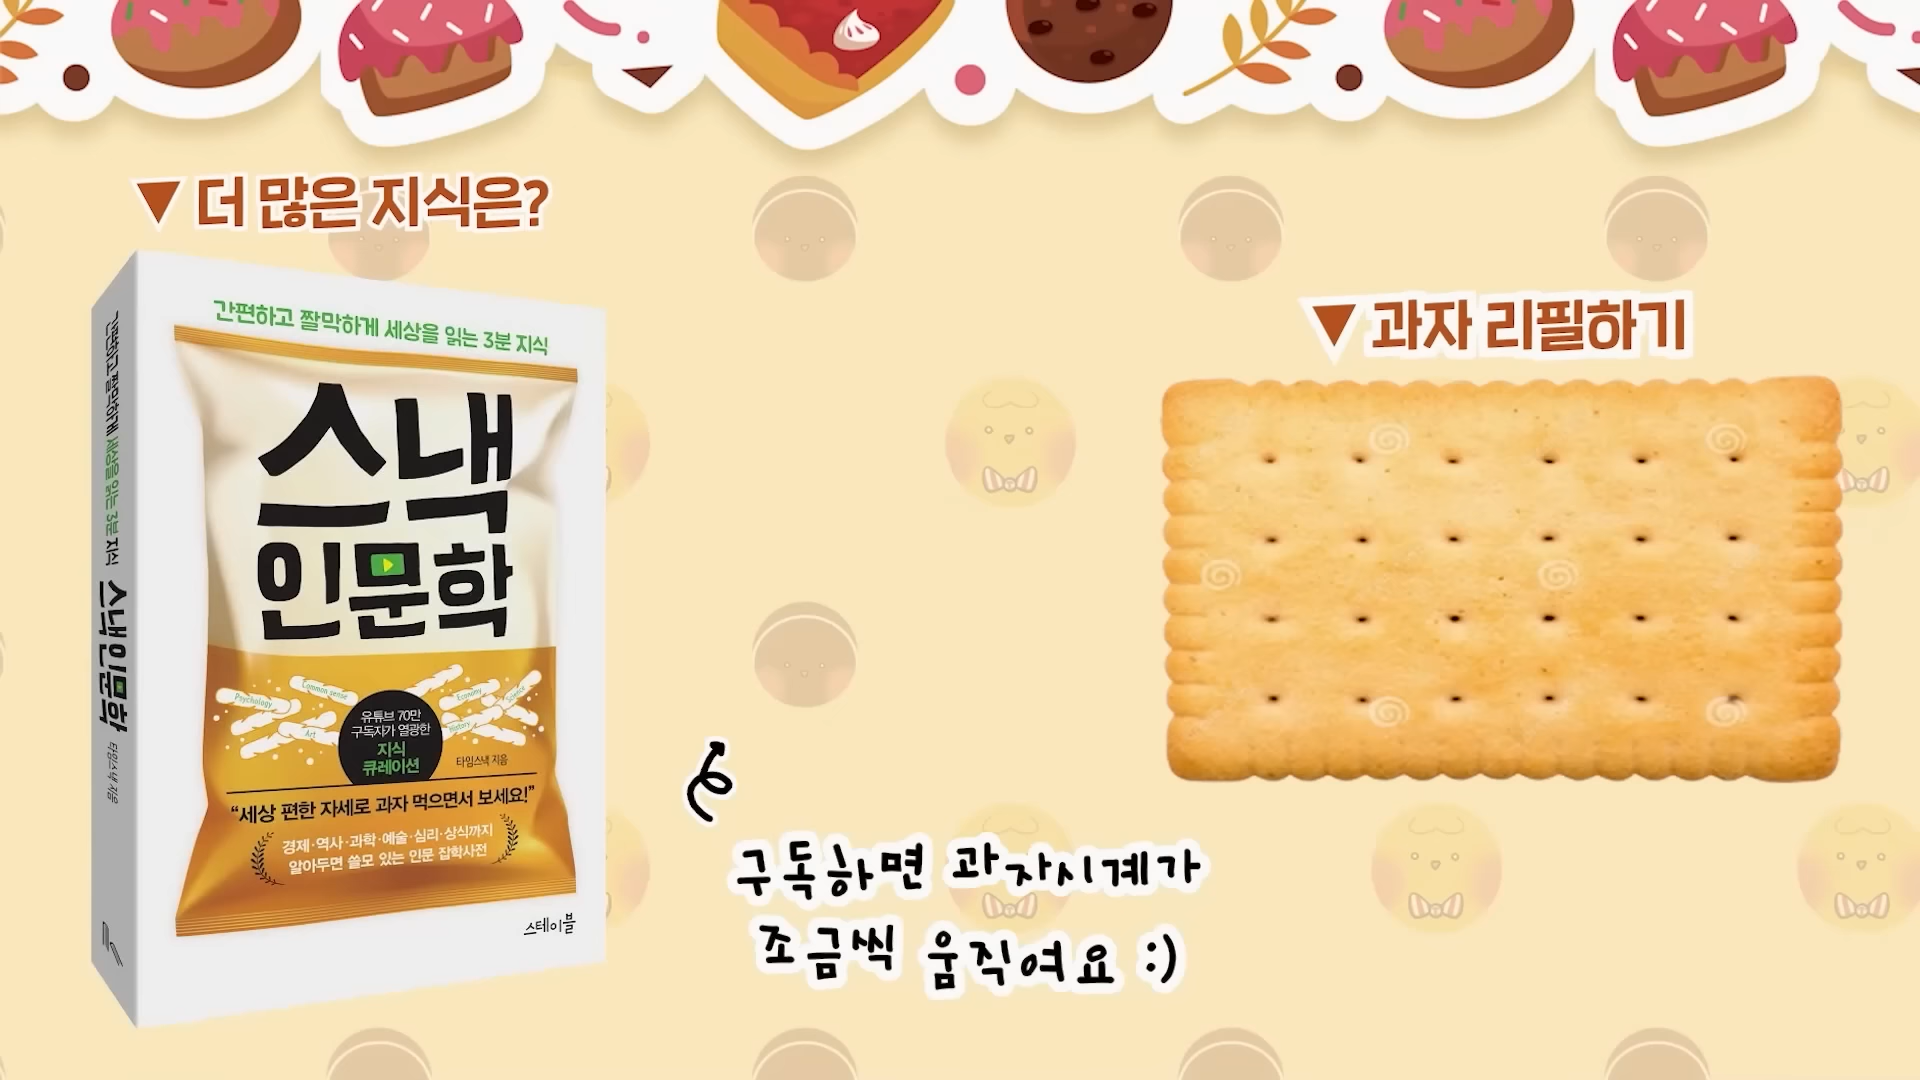 ▼더 많은 지식은?
간편하고 짤막하게 세상을 읽는 3분 지식
스낵
인문학
Psychology
Common sense
Art
Economy
Science
History
유튜브 70만
구독자가 열광한
지식
큐레이션
타임스낵 지음
“세상 편한 자세로 과자 먹으면서 보세요!”
경제·역사·과학·예술·심리·상식까지
알아두면 쓸모 있는 인문 잡학사전
스테이블
간편하고 짤막하게 세상을 읽는 3분 지식 스낵 인문학 타임스낵 지음
▼과자 리필하기
구독하면 과자시계가
조금씩 움직여요 :)